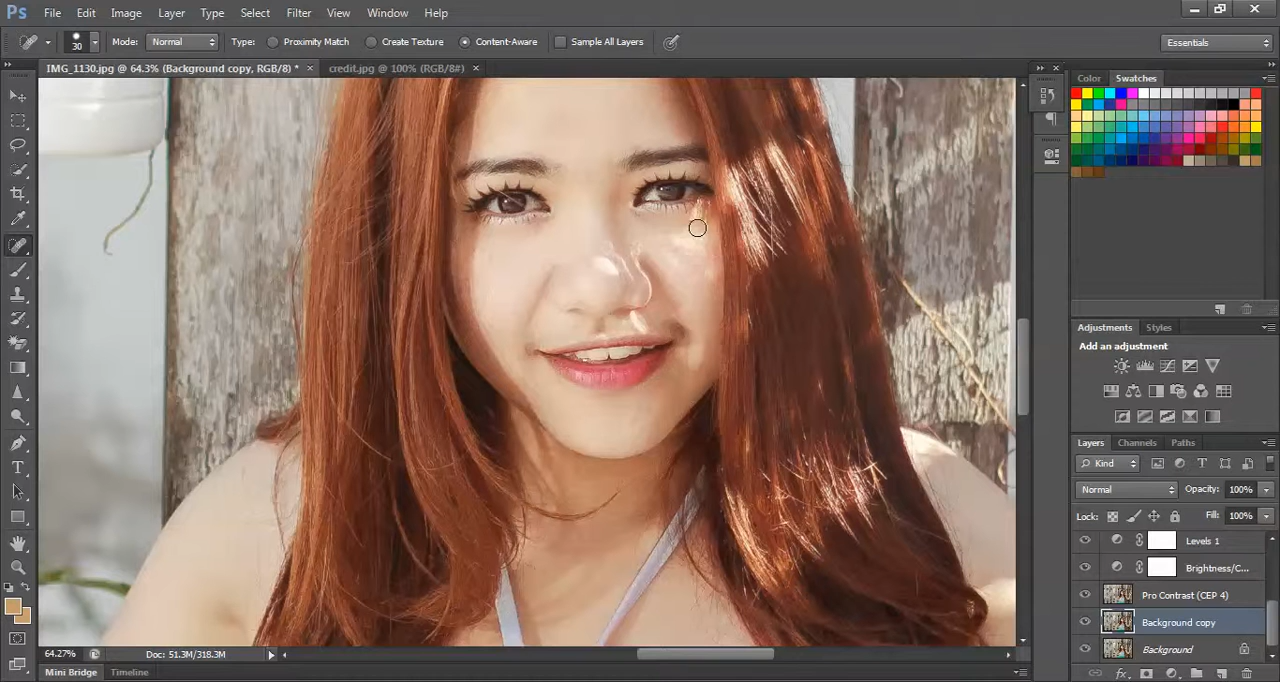 Ps File Edit Image Layer Type Select Filter View Window Help
30 Mode: Normal Type: Proximity Match Create Texture Content-Aware Sample All Layers Essentials
IMG_1130.jpg @ 64.3% (Background copy, RGB/8) * × credit.jpg @ 100% (RGB/8#) ×
Color Swatches
Adjustments Styles
Add an adjustment
Layers Channels Paths
Kind
Normal Opacity: 100%
Lock: Fill: 100%
Levels 1
Brightness/C...
Pro Contrast (CEP 4)
Background copy
Background
64.27% Doc: 51.3M/318.3M
Mini Bridge Timeline